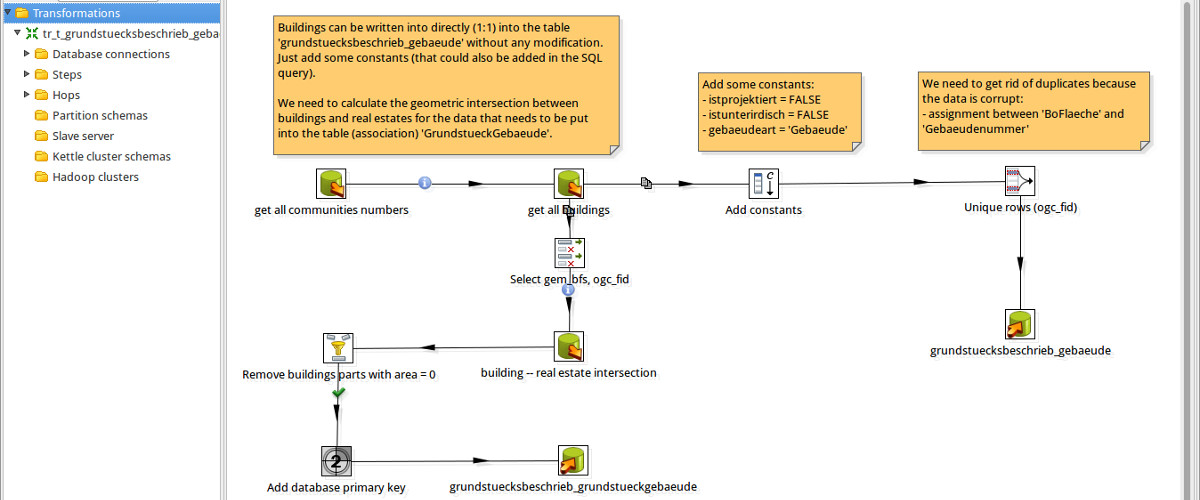 Transformations
tr_t_grundstuecksbeschrieb_geba
Database connections
Steps
Hops
Partition schemas
Slave server
Kettle cluster schemas
Hadoop clusters
Buildings can be written into directly (1:1) into the table
'grundstuecksbeschrieb_gebaeude' without any modification.
Just add some constants (that could also be added in the SQL
query).
We need to calculate the geometric intersection between
buildings and real estates for the data that needs to be put
into the table (association) 'GrundstueckGebaeude'.
Add some constants:
- istprojektiert = FALSE
- istunterirdisch = FALSE
- gebaeudeart = 'Gebaeude'
We need to get rid of duplicates because
the data is corrupt:
- assignment between 'BoFlaeche' and
'Gebaeudenummer'
get all communities numbers
get all buildings
C
Add constants
Unique rows (ogc_fid)
Select gem_bfs, ogc_fid
grundstuecksbeschrieb_gebaeude
Remove buildings parts with area = 0
building -- real estate intersection
2
Add database primary key
grundstuecksbeschrieb_grundstueckgebaeude